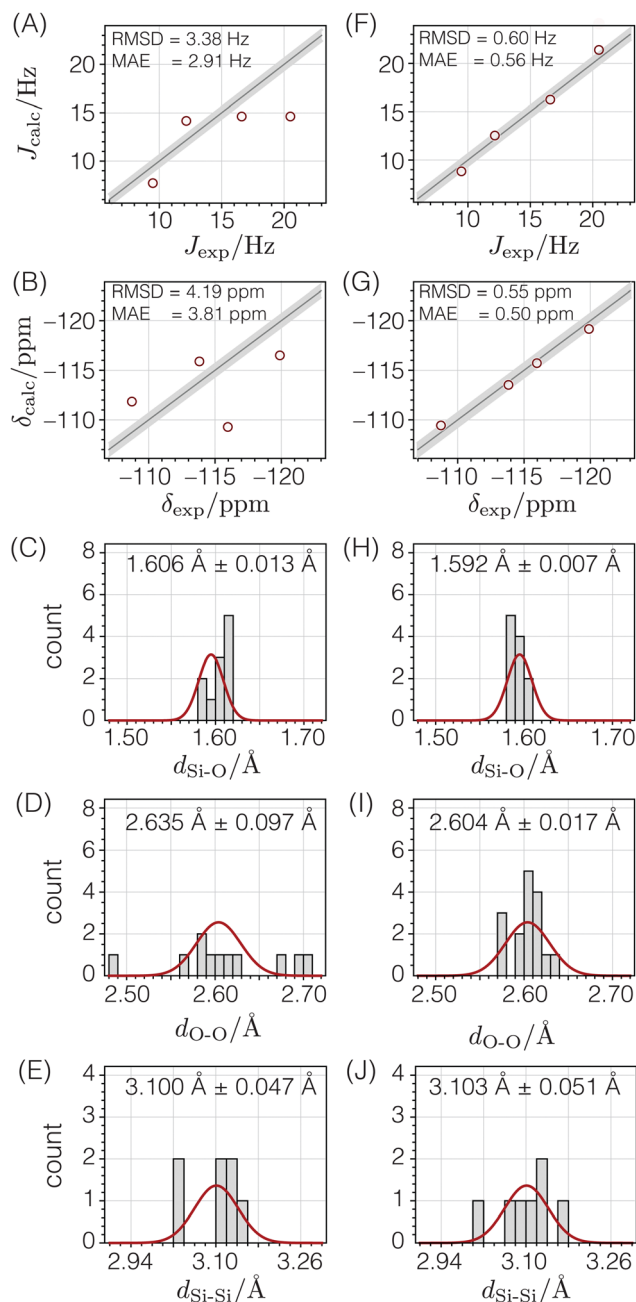 (A)
RMSD = 3.38 Hz
MAE = 2.91 Hz
J_calc/Hz
20
15
10
10 15 20
J_exp/Hz
(F)
RMSD = 0.60 Hz
MAE = 0.56 Hz
20
15
10
10 15 20
J_exp/Hz
(B)
RMSD = 4.19 ppm
MAE = 3.81 ppm
δ_calc/ppm
−120
−115
−110
−110 −115 −120
δ_exp/ppm
(G)
RMSD = 0.55 ppm
MAE = 0.50 ppm
−120
−115
−110
−110 −115 −120
δ_exp/ppm
(C)
1.606 Å ± 0.013 Å
count
8
6
4
2
0
1.50 1.60 1.70
d_Si-O/Å
(H)
1.592 Å ± 0.007 Å
8
6
4
2
0
1.50 1.60 1.70
d_Si-O/Å
(D)
2.635 Å ± 0.097 Å
count
8
6
4
2
0
2.50 2.60 2.70
d_O-O/Å
(I)
2.604 Å ± 0.017 Å
8
6
4
2
0
2.50 2.60 2.70
d_O-O/Å
(E)
3.100 Å ± 0.047 Å
count
4
3
2
1
0
2.94 3.10 3.26
d_Si-Si/Å
(J)
3.103 Å ± 0.051 Å
4
3
2
1
0
2.94 3.10 3.26
d_Si-Si/Å